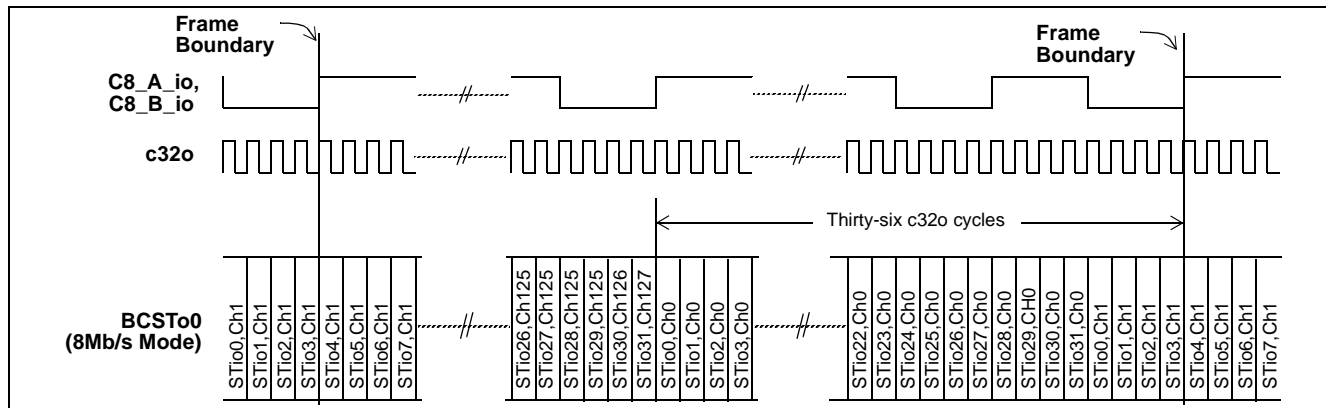 Frame
Boundary
Frame
Boundary
C8_A_io,
C8_B_io
c32o
Thirty-six c32o cycles
BCSTo0
(8Mb/s Mode)
STio0,Ch1
STio1,Ch1
STio2,Ch1
STio3,Ch1
STio4,Ch1
STio5,Ch1
STio6,Ch1
STio7,Ch1
STio26,Ch125
STio27,Ch125
STio28,Ch125
STio29,Ch125
STio30,Ch126
STio31,Ch127
STio0,Ch0
STio1,Ch0
STio2,Ch0
STio3,Ch0
STio22,Ch0
STio23,Ch0
STio24,Ch0
STio25,Ch0
STio26,Ch0
STio27,Ch0
STio28,Ch0
STio29,CH0
STio30,Ch0
STio31,Ch0
STio0,Ch1
STio1,Ch1
STio2,Ch1
STio3,Ch1
STio4,Ch1
STio5,Ch1
STio6,Ch1
STio7,Ch1